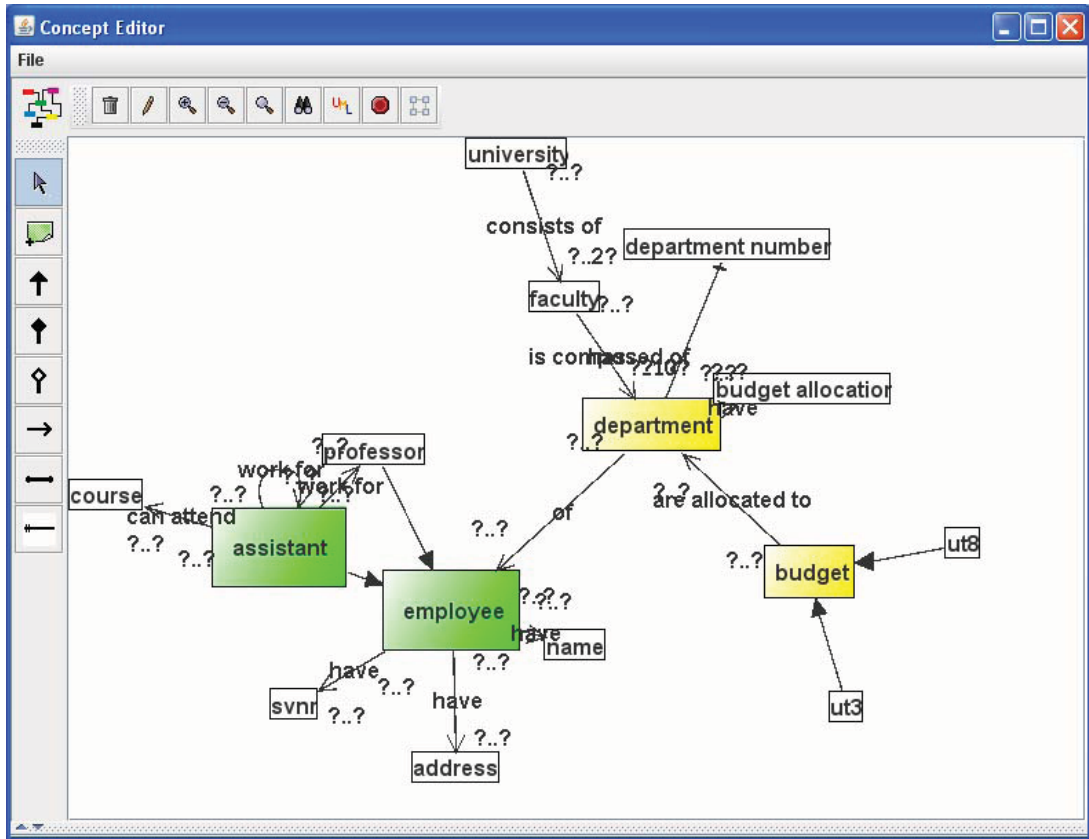 Concept Editor
File
UML
university
?..?
consists of
?..2?
department number
faculty
?..?
is composed of
has
?..10?
?..?
budget allocation
have
department
?..?
professor
?..?
work for
work for
?..?
?..?
course
can attend
?..?
?..?
assistant
?..?
of
?..?
are allocated to
?..?
budget
ut8
employee
?..?
?..?
have
name
?..?
have
?..?
svnr
?..?
have
?..?
address
ut3